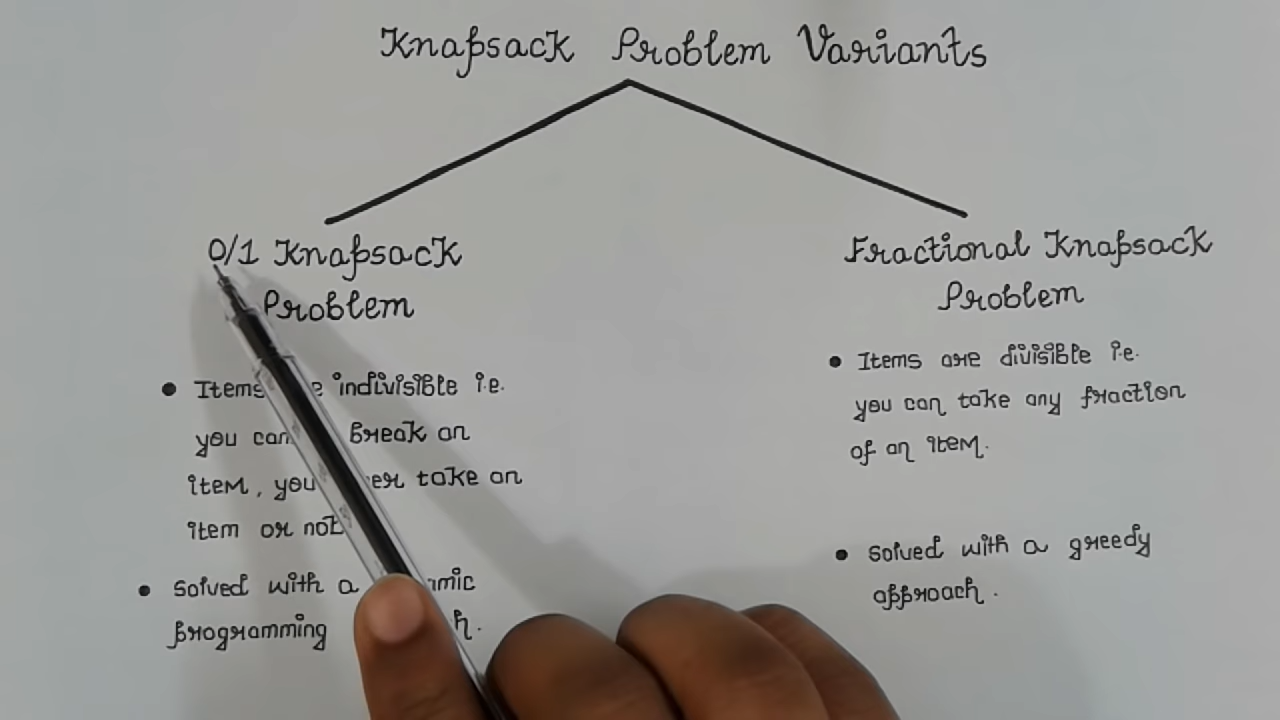 Knapsack Problem Variants
0/1 Knapsack
Problem
Items indivisible i.e.
you break an
item, you take an
item or not
Solved with a
programming
Fractional Knapsack
Problem
Items are divisible i.e.
you can take any fraction
of an item.
Solved with a greedy
approach.